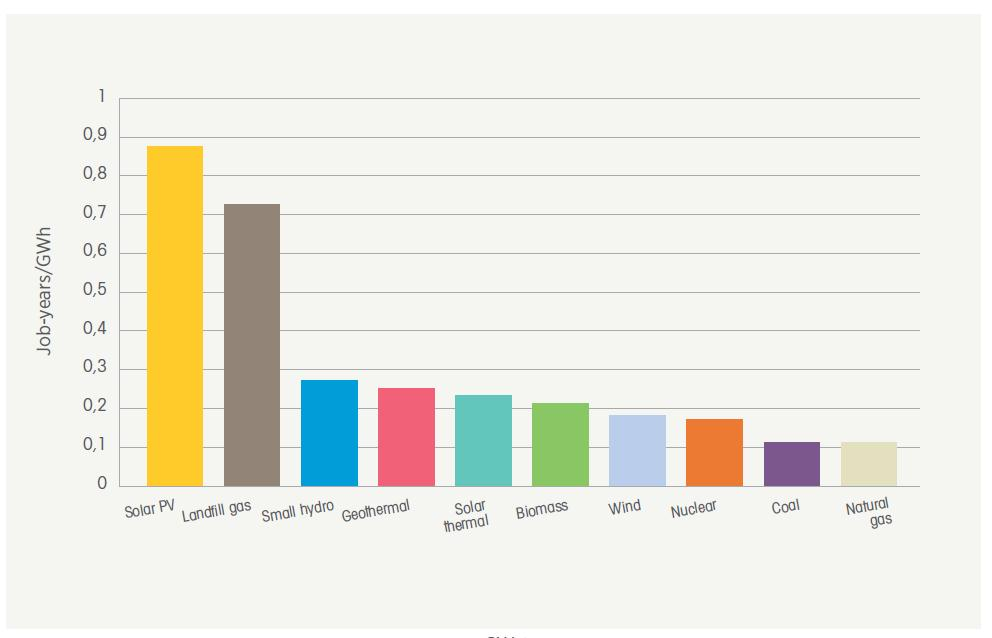 1
0,9
0,8
0,7
0,6
0,5
0,4
0,3
0,2
0,1
0
Job-years/GWh
Solar PV
Landfill gas
Small hydro
Geothermal
Solar
thermal
Biomass
Wind
Nuclear
Coal
Natural
gas